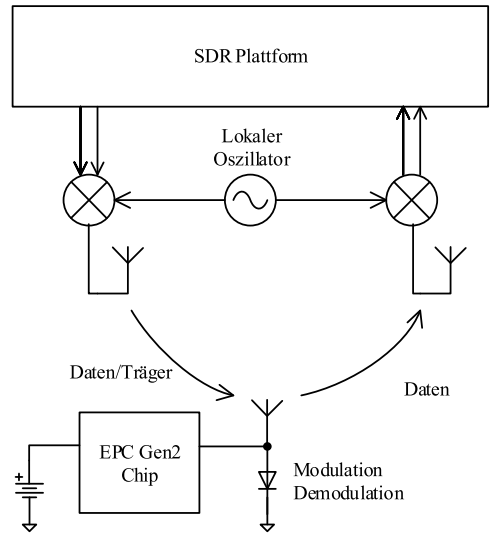 SDR Plattform
Lokaler
Oszillator
Daten/Träger
Daten
EPC Gen2
Chip
Modulation
Demodulation
+